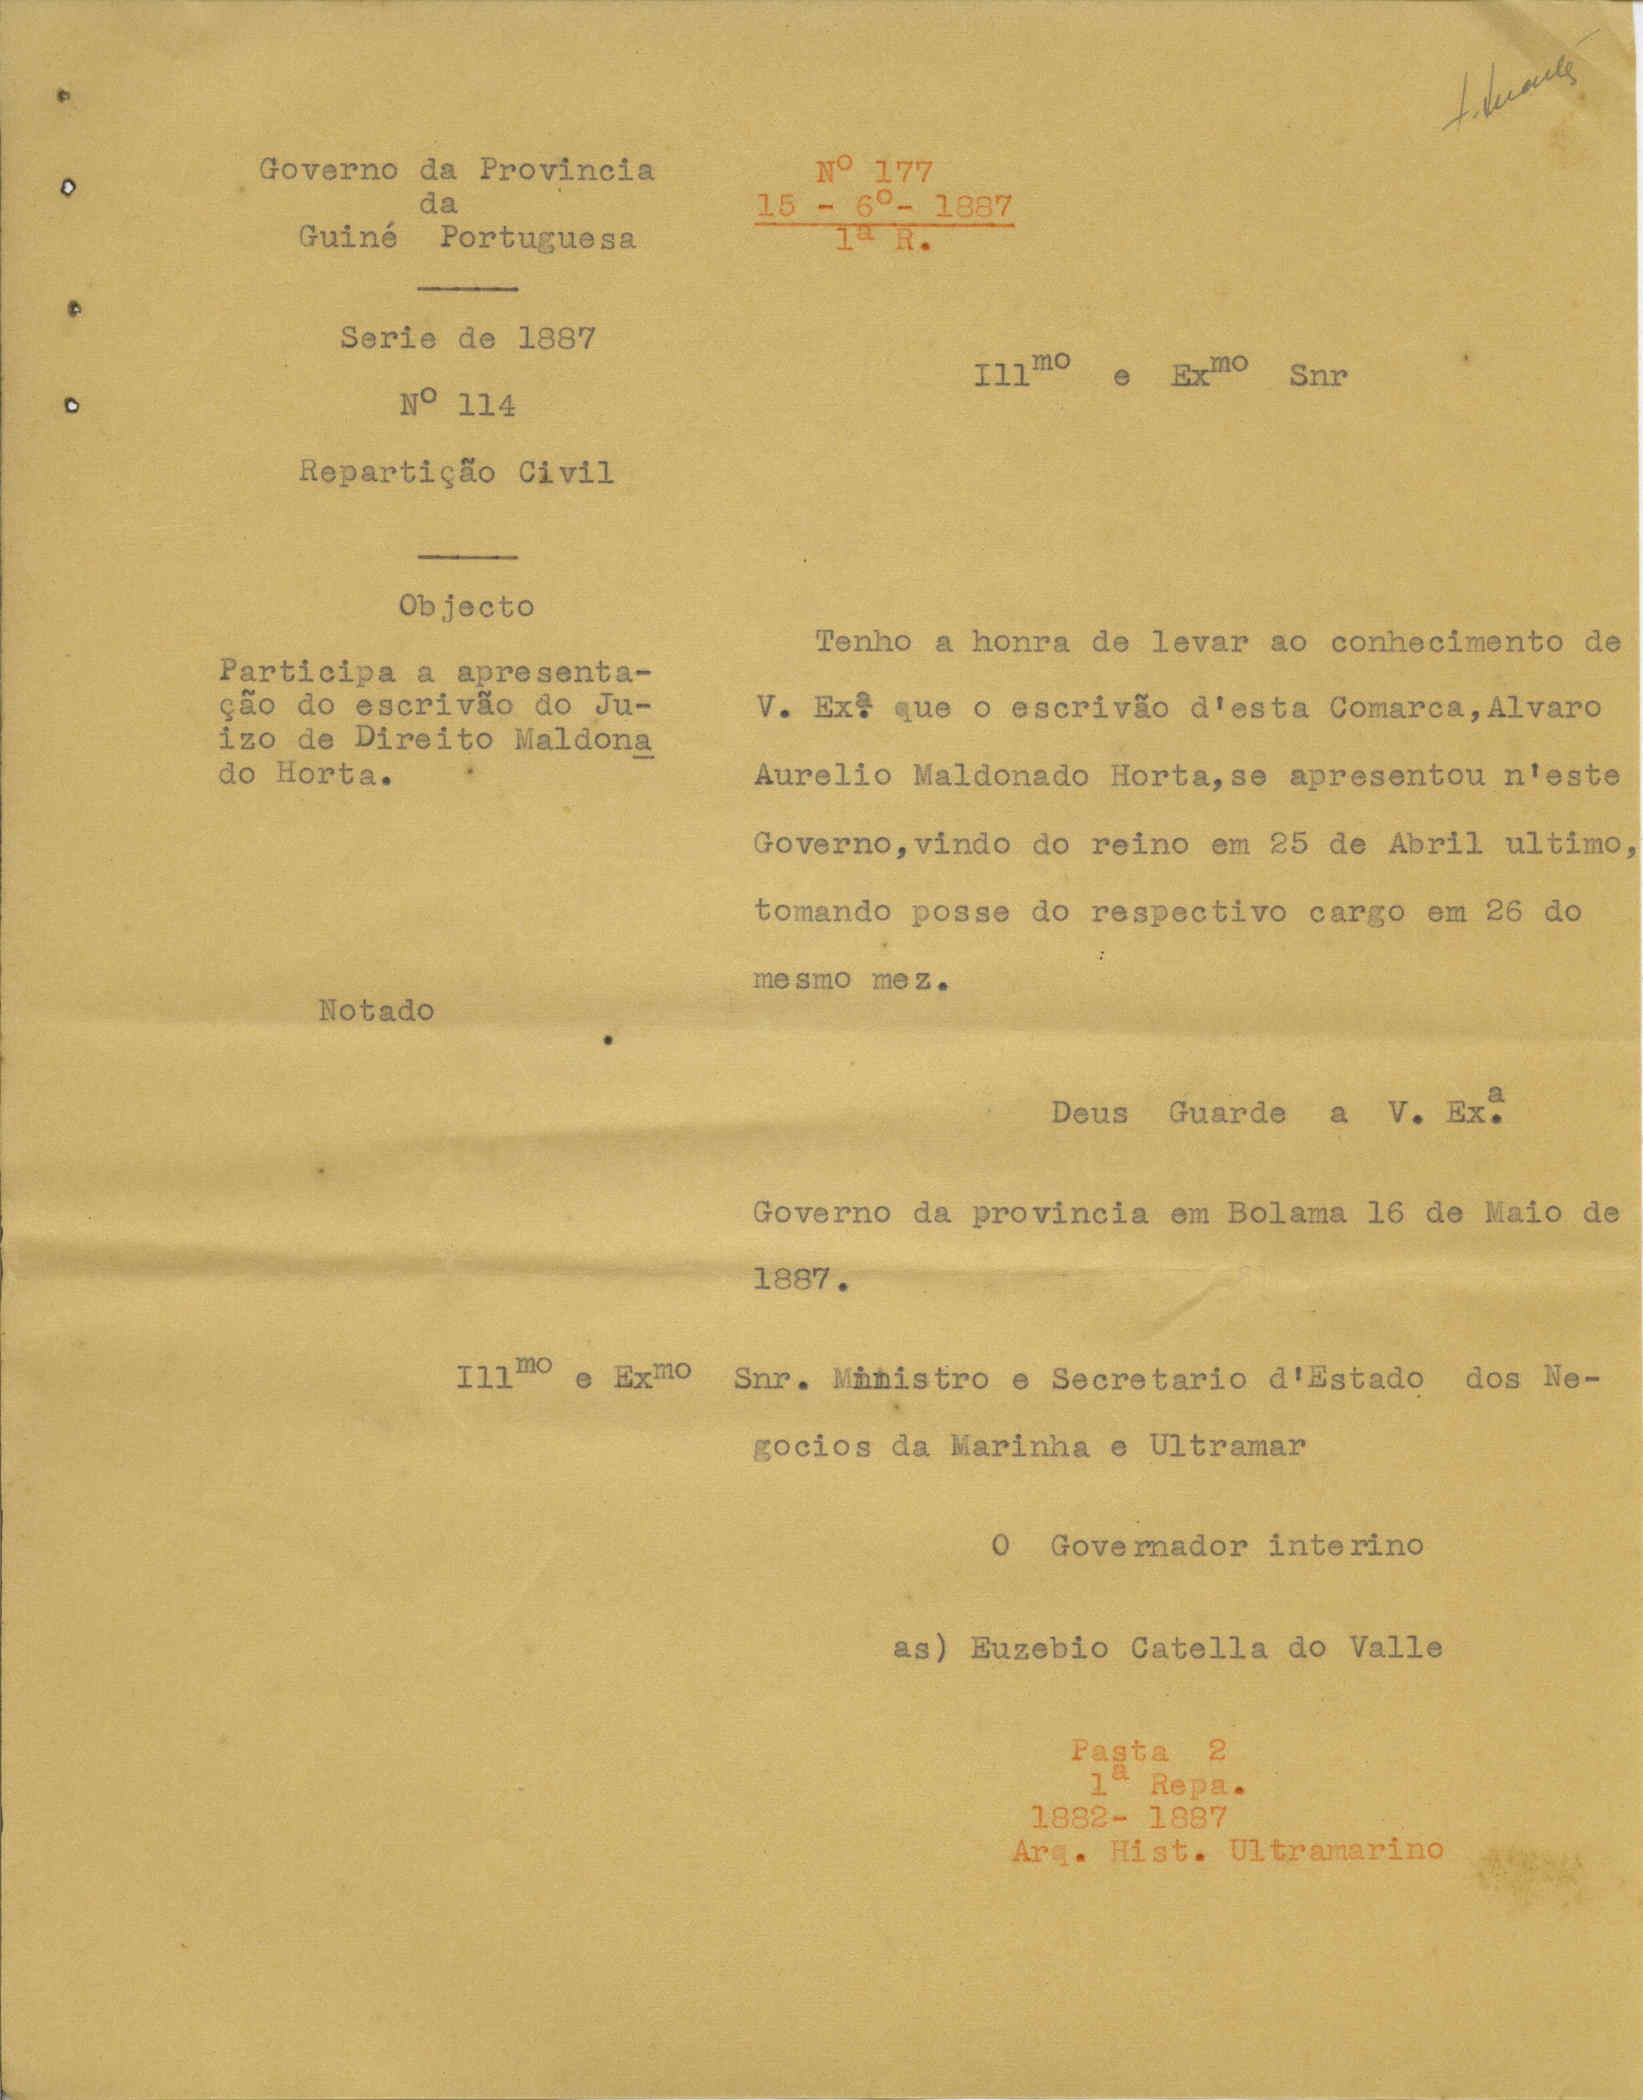 Governo da Provincia
da
Guiné Portuguesa
Serie de 1887
Nº 114
Repartição Civil
Objecto
Participa a apresenta-
ção do escrivão do Ju-
izo de Direito Maldona
do Horta.
Notado
Nº 177
15 - 6º- 1887
1ª R.
Illmo e Exmo Snr
Tenho a honra de levar ao conhecimento de
V. Exª. que o escrivão d'esta Comarca,Alvaro
Aurelio Maldonado Horta,se apresentou n'este
Governo,vindo do reino em 25 de Abril ultimo,
tomando posse do respectivo cargo em 26 do
mesmo mez.
Deus Guarde a V. Exª.
Governo da provincia em Bolama 16 de Maio de
1887.
Illmo e Exmo Snr. Ministro e Secretario d'Estado dos Ne-
gocios da Marinha e Ultramar
O Governador interino
as) Euzebio Catella do Valle
Pasta 2
1ª Repa.
1882- 1887
Arq. Hist. Ultramarino